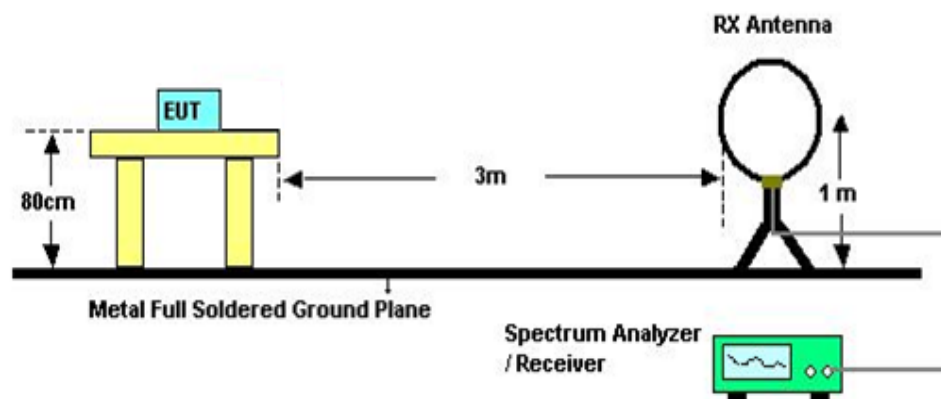 RX Antenna
EUT
80cm
3m
1 m
Metal Full Soldered Ground Plane
Spectrum Analyzer
/ Receiver